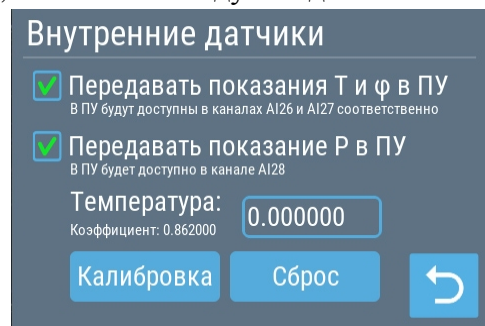 Внутренние датчики
Передавать показания Т и φ в ПУ
В ПУ будут доступны в каналах AI26 и AI27 соответственно
Передавать показание Р в ПУ
В ПУ будет доступно в канале AI28
Температура:
Коэффициент: 0.862000
0.000000
Калибровка
Сброс